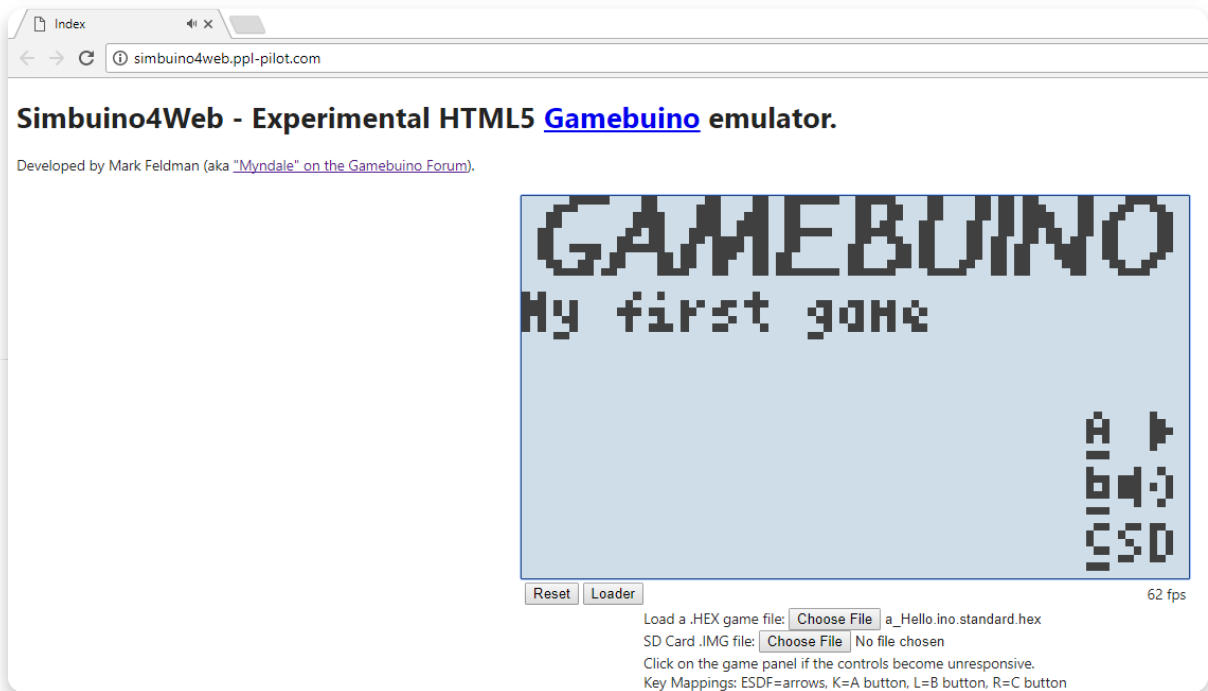 Index
simbuino4web.ppl-pilot.com
Simbuino4Web - Experimental HTML5 Gamebuino emulator.
Developed by Mark Feldman (aka "Myndale" on the Gamebuino Forum).
GAMEBUINO
My first game
A
b
CSD
Reset Loader 62 fps
Load a .HEX game file: Choose File a_Hello.ino.standard.hex
SD Card .IMG file: Choose File No file chosen
Click on the game panel if the controls become unresponsive.
Key Mappings: ESDF=arrows, K=A button, L=B button, R=C button